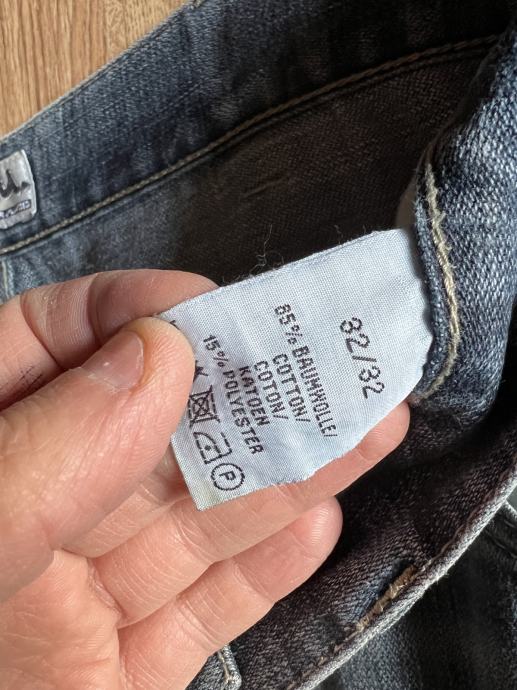 32/32
85% BAUMWOLLE/
COTTON/
COTON/
KATOEN
15% POLYESTER
P